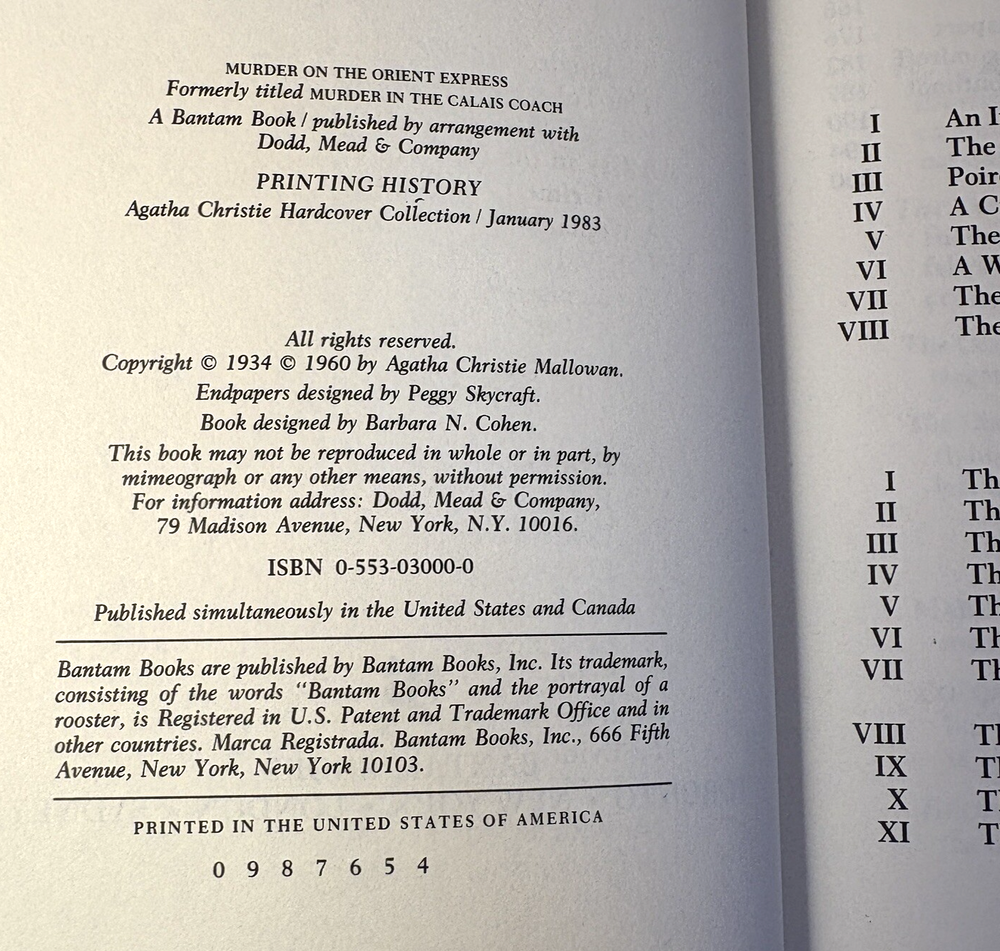 MURDER ON THE ORIENT EXPRESS
Formerly titled MURDER IN THE CALAIS COACH
A Bantam Book / published by arrangement with
Dodd, Mead & Company
PRINTING HISTORY
Agatha Christie Hardcover Collection / January 1983
All rights reserved.
Copyright © 1934 © 1960 by Agatha Christie Mallowan.
Endpapers designed by Peggy Skycraft.
Book designed by Barbara N. Cohen.
This book may not be reproduced in whole or in part, by
mimeograph or any other means, without permission.
For information address: Dodd, Mead & Company,
79 Madison Avenue, New York, N.Y. 10016.
ISBN 0-553-03000-0
Published simultaneously in the United States and Canada
Bantam Books are published by Bantam Books, Inc. Its trademark,
consisting of the words "Bantam Books" and the portrayal of a
rooster, is Registered in U.S. Patent and Trademark Office and in
other countries. Marca Registrada. Bantam Books, Inc., 666 Fifth
Avenue, New York, New York 10103.
PRINTED IN THE UNITED STATES OF AMERICA
0 9 8 7 6 5 4
I An
II The
III
IV A
V The
VI A
VII The
VIII The
I
II
III
IV
V
VI
VII
VIII
IX
X
XI